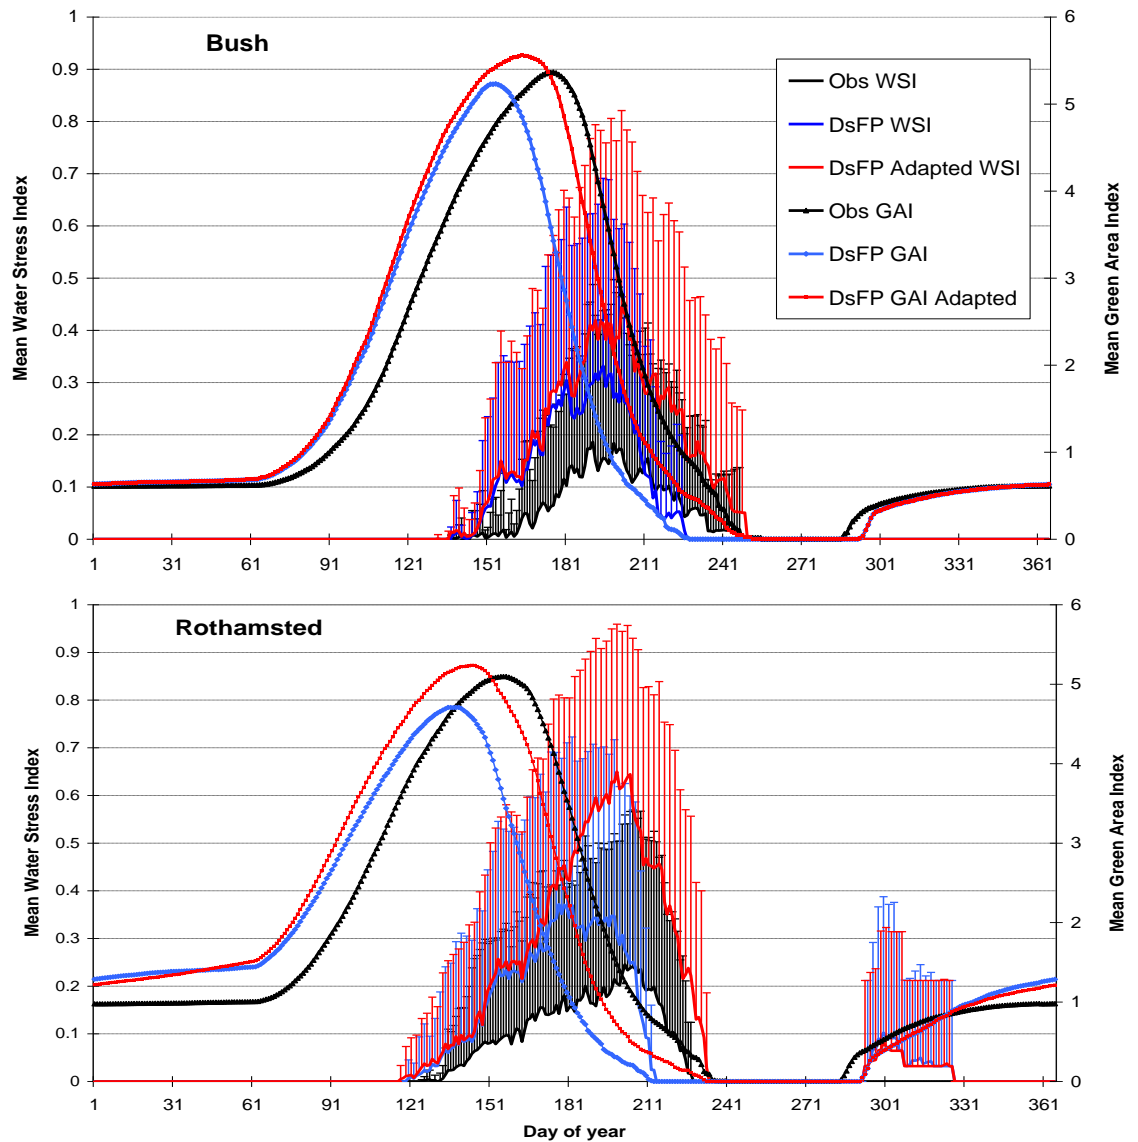 Bush
Mean Water Stress Index
Mean Green Area Index
1
0.9
0.8
0.7
0.6
0.5
0.4
0.3
0.2
0.1
0
6
5
4
3
2
1
0
Obs WSI
DsFP WSI
DsFP Adapted WSI
Obs GAI
DsFP GAI
DsFP GAI Adapted
1 31 61 91 121 151 181 211 241 271 301 331 361
Rothamsted
Mean Water Stress Index
Mean Green Area Index
1
0.9
0.8
0.7
0.6
0.5
0.4
0.3
0.2
0.1
0
6
5
4
3
2
1
0
1 31 61 91 121 151 181 211 241 271 301 331 361
Day of year